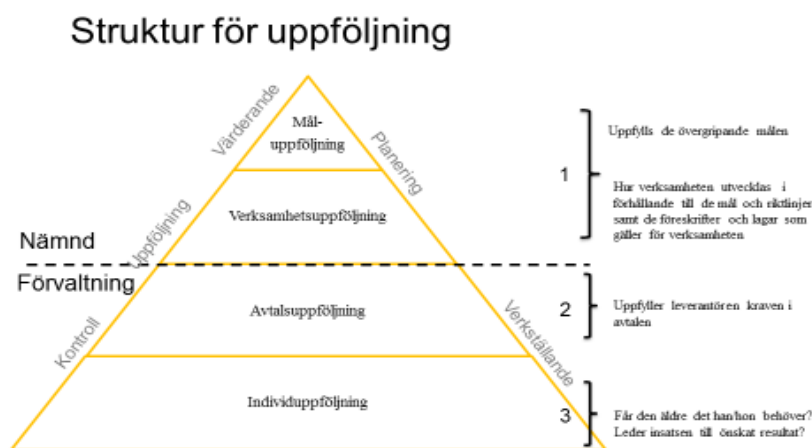 Struktur för uppföljning
Värderande
Mål-
uppföljning
Planering
Uppföljning
Verksamhetsuppföljning
Nämnd
Förvaltning
Kontroll
Avtalsuppföljning
Verkställande
Individuppföljning
1
Uppfylls de övergripande målen
Hur verksamheten utvecklas i
förhållande till de mål och riktlinjer
samt de föreskrifter och lagar som
gäller för verksamheten
2
Uppfyller leverantören kraven i
avtalen
3
Får den äldre det han/hon behöver?
Leder insatsen till önskat resultat?